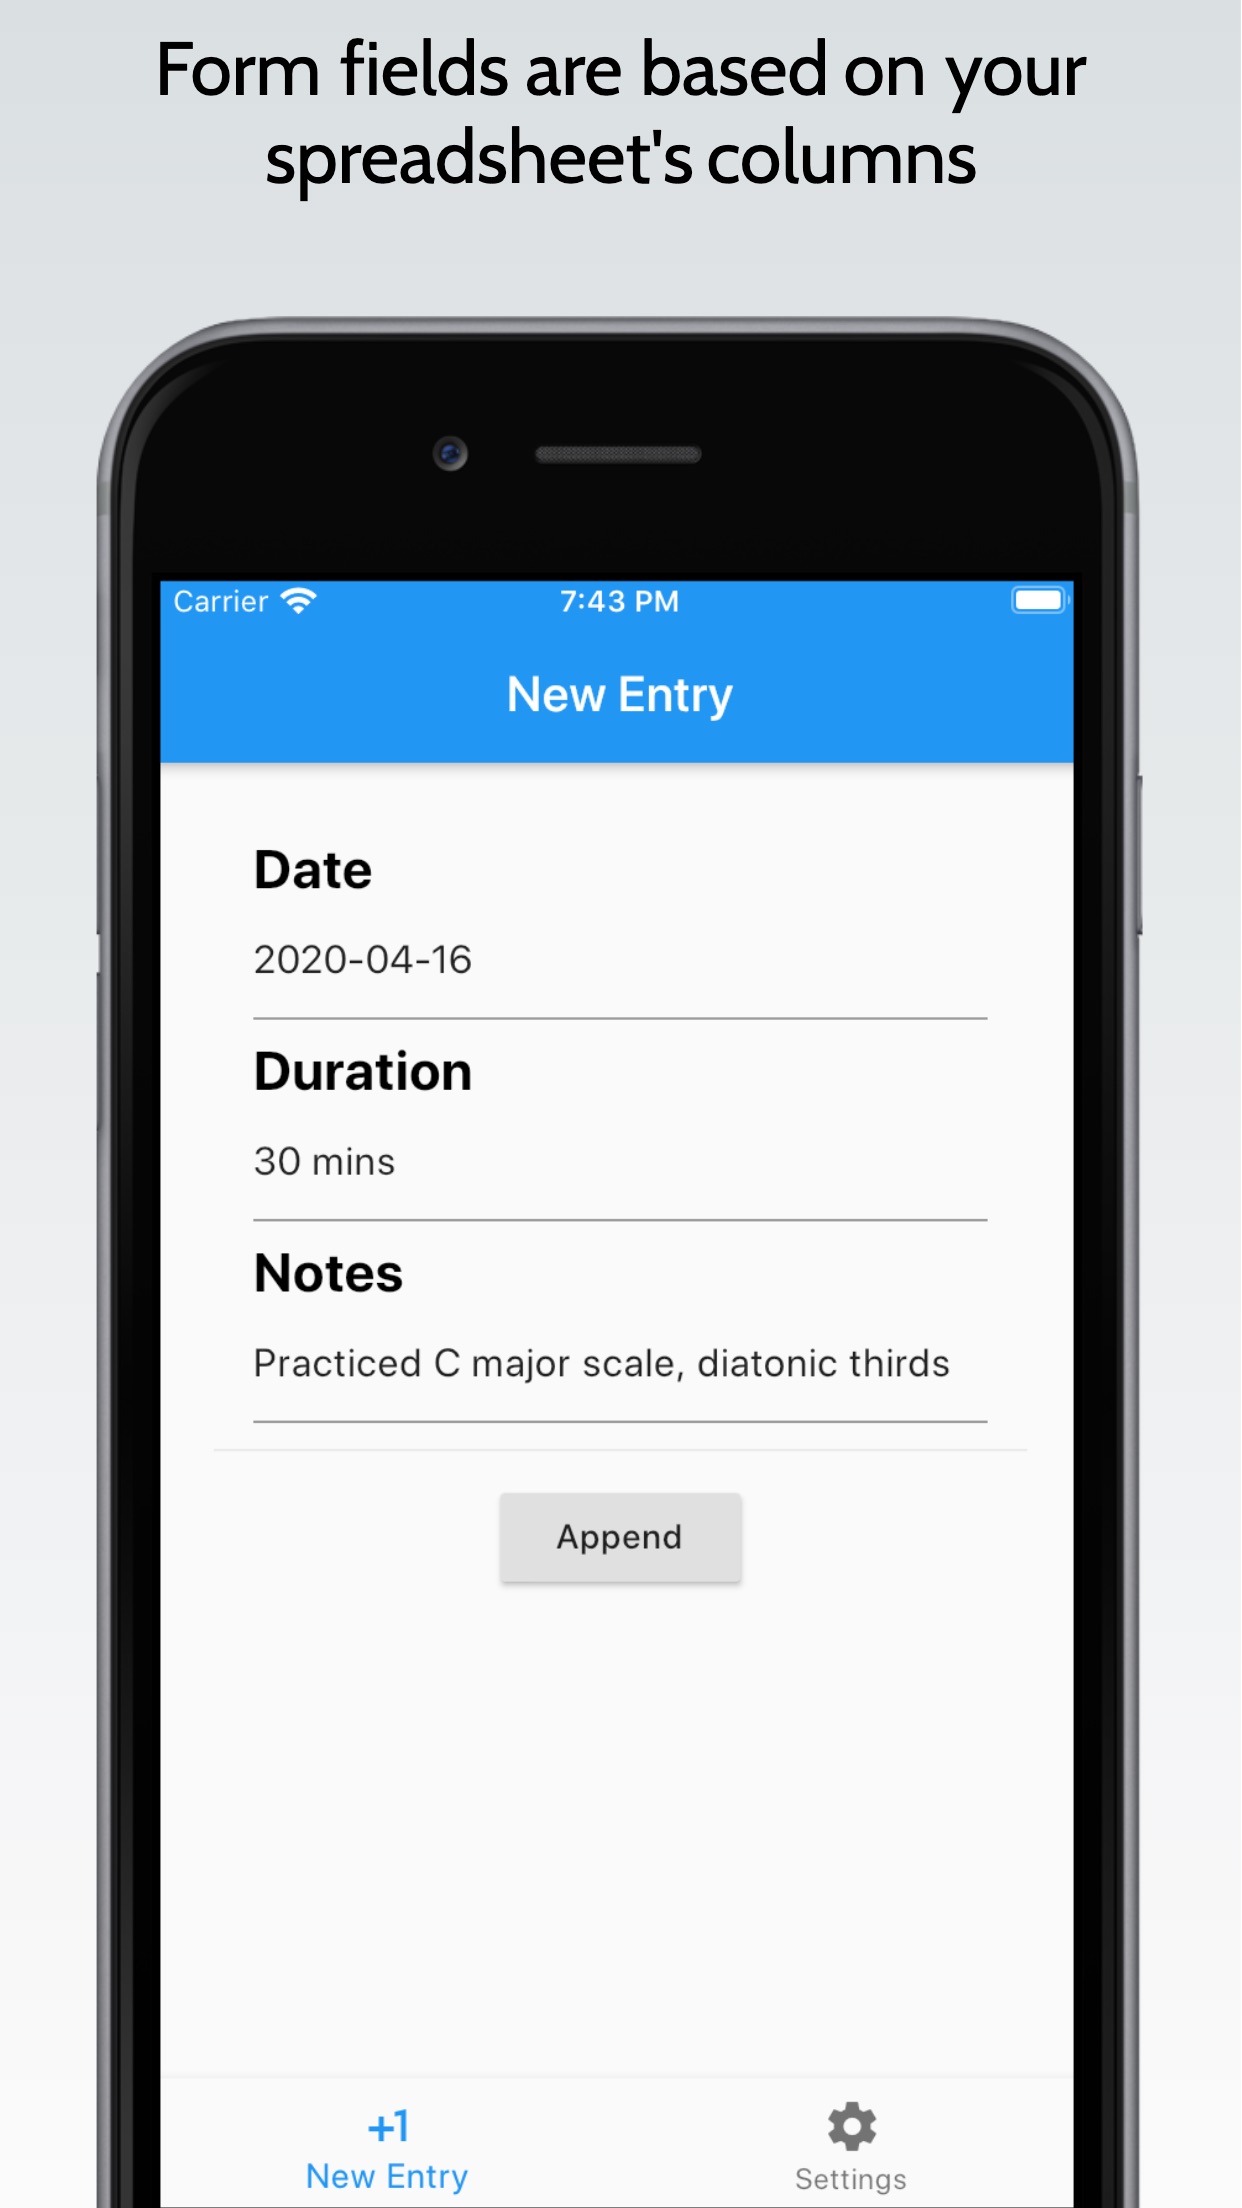 Form fields are based on your
spreadsheet's columns
Carrier 7:43 PM
New Entry
Date
2020-04-16
Duration
30 mins
Notes
Practiced C major scale, diatonic thirds
Append
+1
New Entry
Settings